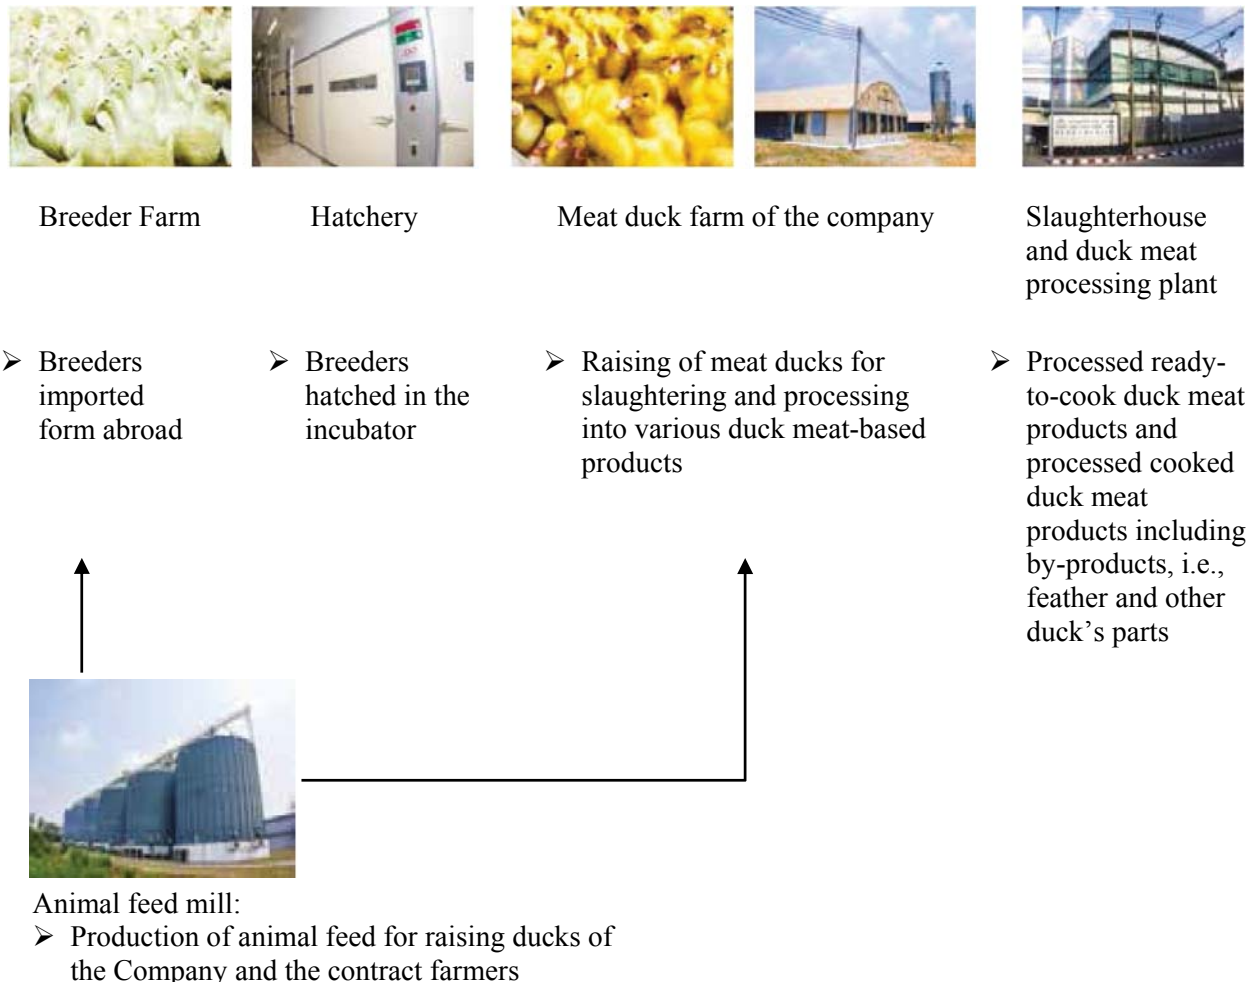 Breeder Farm
Hatchery
Meat duck farm of the company
Slaughterhouse
and duck meat
processing plant
➢ Breeders
imported
form abroad
➢ Breeders
hatched in the
incubator
➢ Raising of meat ducks for
slaughtering and processing
into various duck meat-based
products
➢ Processed ready-
to-cook duck meat
products and
processed cooked
duck meat
products including
by-products, i.e.,
feather and other
duck’s parts
Animal feed mill:
➢ Production of animal feed for raising ducks of
the Company and the contract farmers